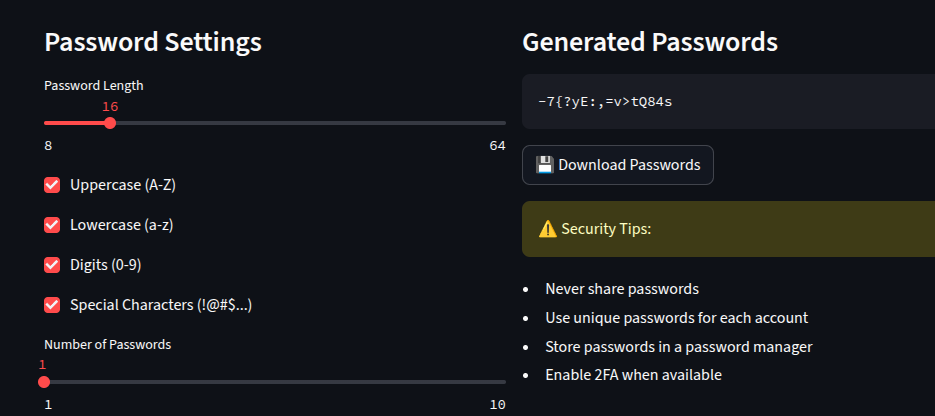 Password Settings
Password Length
16
8 64
Uppercase (A-Z)
Lowercase (a-z)
Digits (0-9)
Special Characters (!@#$...)
Number of Passwords
1
1 10
Generated Passwords
-7{?yE:,=v>tQ84s
💾 Download Passwords
⚠️ Security Tips:
• Never share passwords
• Use unique passwords for each account
• Store passwords in a password manager
• Enable 2FA when available